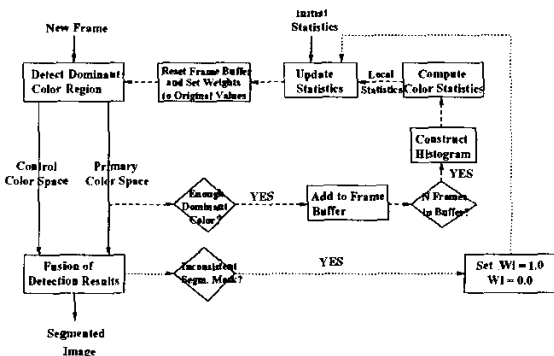 New Frame
Initial
Statistics
Detect Dominant
Color Region
Reset Frame Buffer
and Set Weights
to Original Values
Update
Statistics
Local
Statistics
Compute
Color Statistics
Construct
Histogram
Control
Color Space
Primary
Color Space
YES
Enough
Dominant
Color?
YES
Add to Frame
Buffer
N Frames
in Buffer?
Fusion of
Detection Results
Inconsistent
Segm. Mask?
YES
Set Wi = 1.0
Wl = 0.0
Segmented
Image